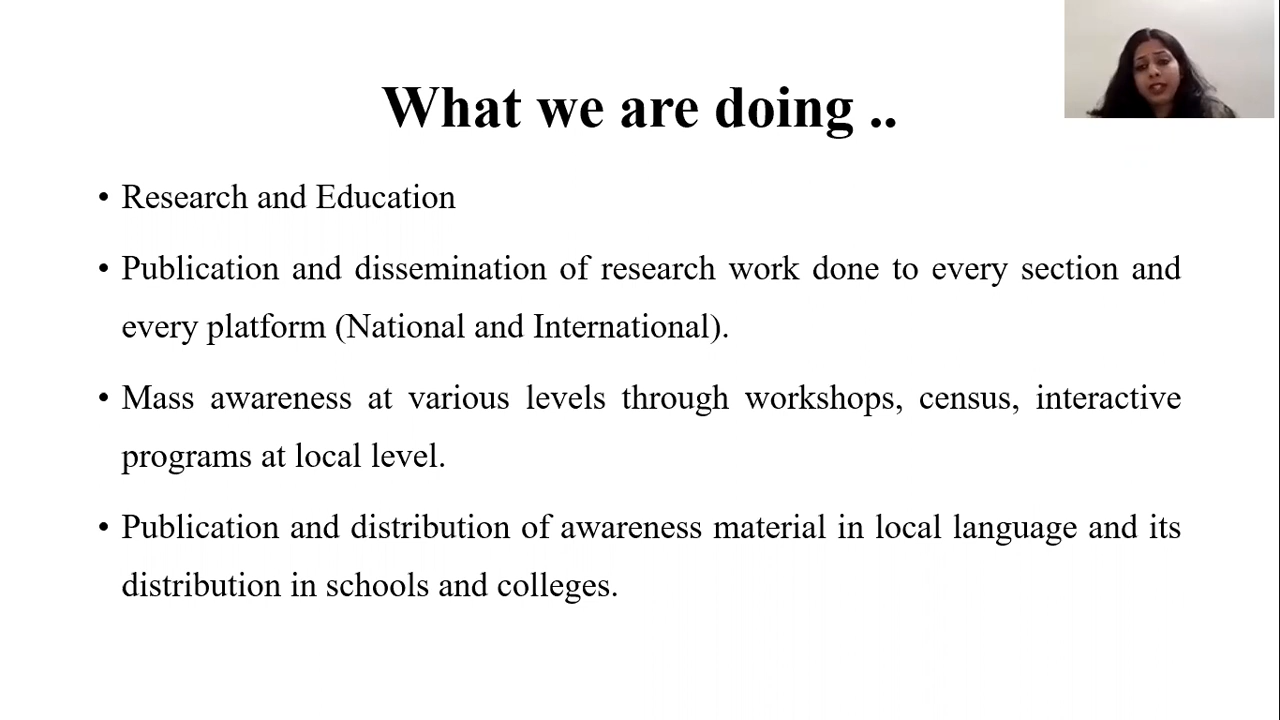 What we are doing ..
• Research and Education
• Publication and dissemination of research work done to every section and
every platform (National and International).
• Mass awareness at various levels through workshops, census, interactive
programs at local level.
• Publication and distribution of awareness material in local language and its
distribution in schools and colleges.